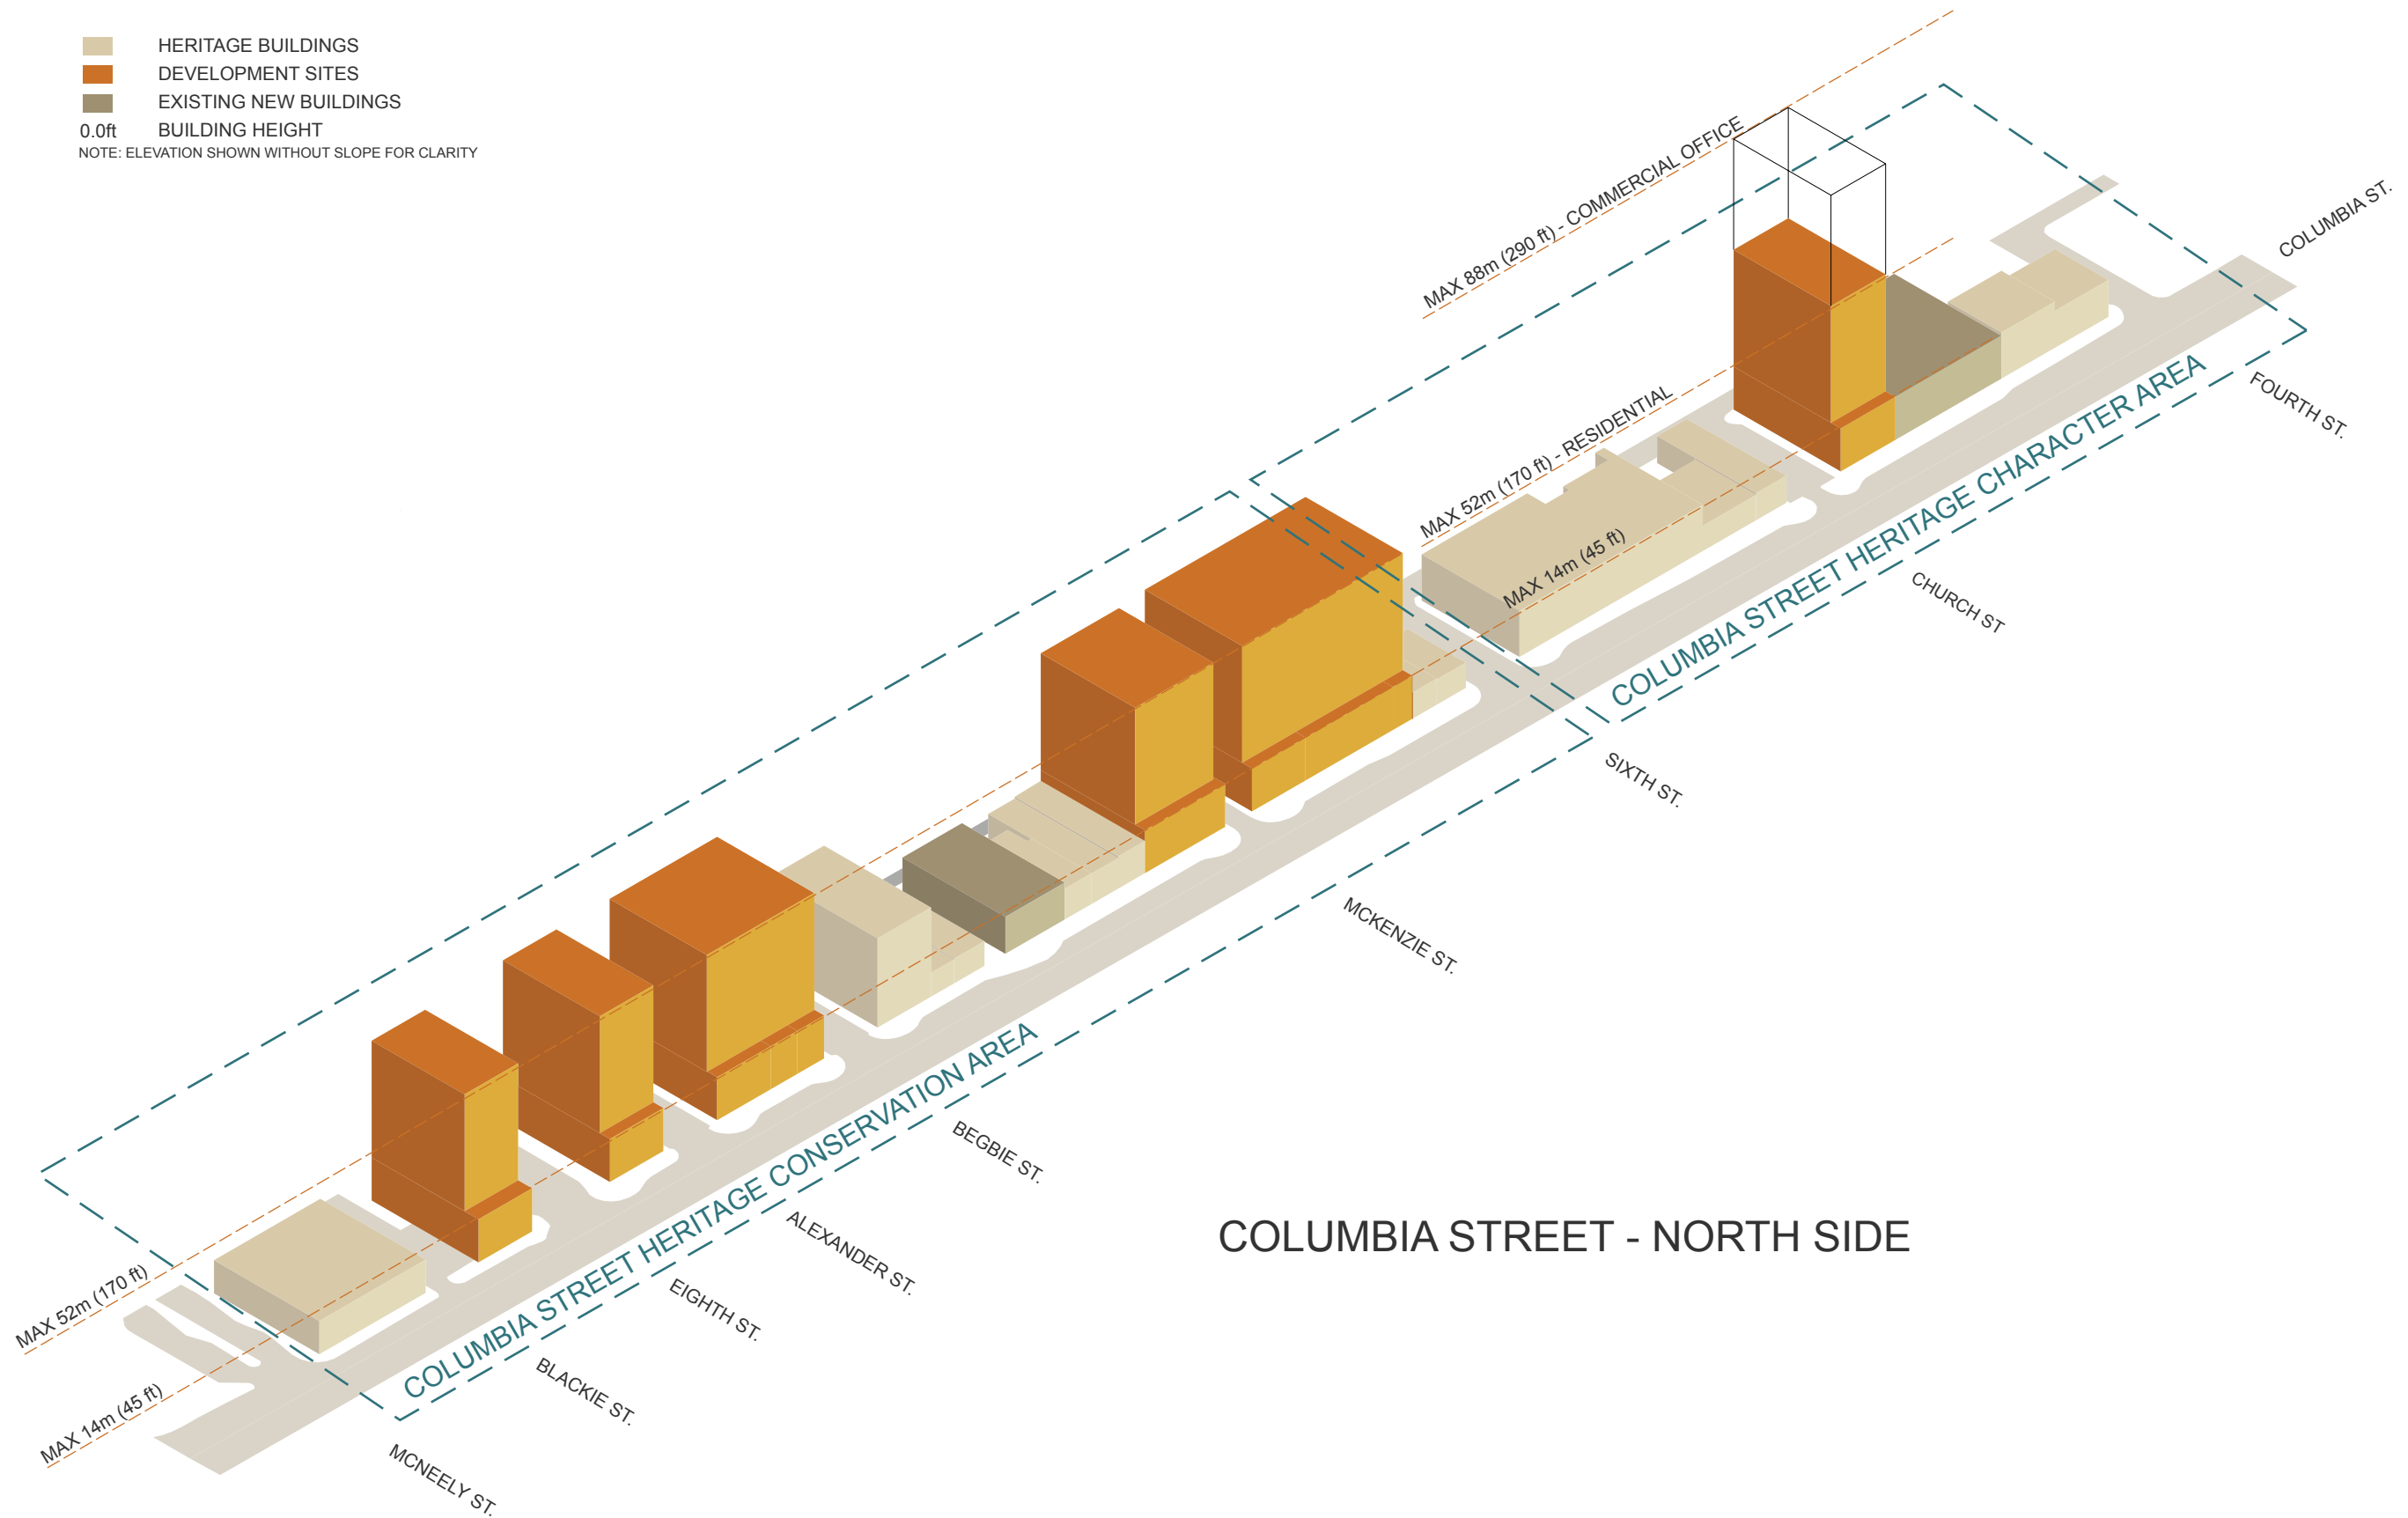 HERITAGE BUILDINGS
DEVELOPMENT SITES
EXISTING NEW BUILDINGS
0.0ft BUILDING HEIGHT
NOTE: ELEVATION SHOWN WITHOUT SLOPE FOR CLARITY
MAX 88m (290 ft) - COMMERCIAL OFFICE
COLUMBIA ST.
MAX 52m (170 ft) - RESIDENTIAL
MAX 14m (45 ft)
COLUMBIA STREET HERITAGE CHARACTER AREA
FOURTH ST.
CHURCH ST
SIXTH ST.
MCKENZIE ST.
COLUMBIA STREET HERITAGE CONSERVATION AREA
BEGBIE ST.
ALEXANDER ST.
EIGHTH ST.
BLACKIE ST.
MCNEELY ST.
MAX 52m (170 ft)
MAX 14m (45 ft)
COLUMBIA STREET - NORTH SIDE